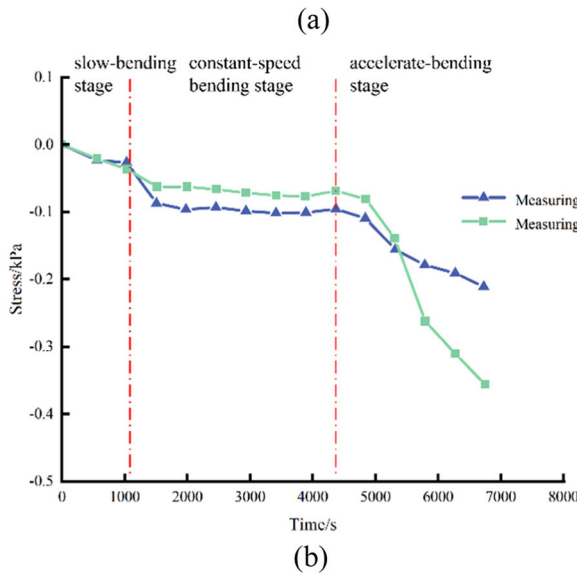 (a)
slow-bending stage
constant-speed bending stage
accelerate-bending stage
0.1
0.0
-0.1
-0.2
-0.3
-0.4
-0.5
Stress/kPa
Measuring
Measuring
0 1000 2000 3000 4000 5000 6000 7000 8000
Time/s
(b)